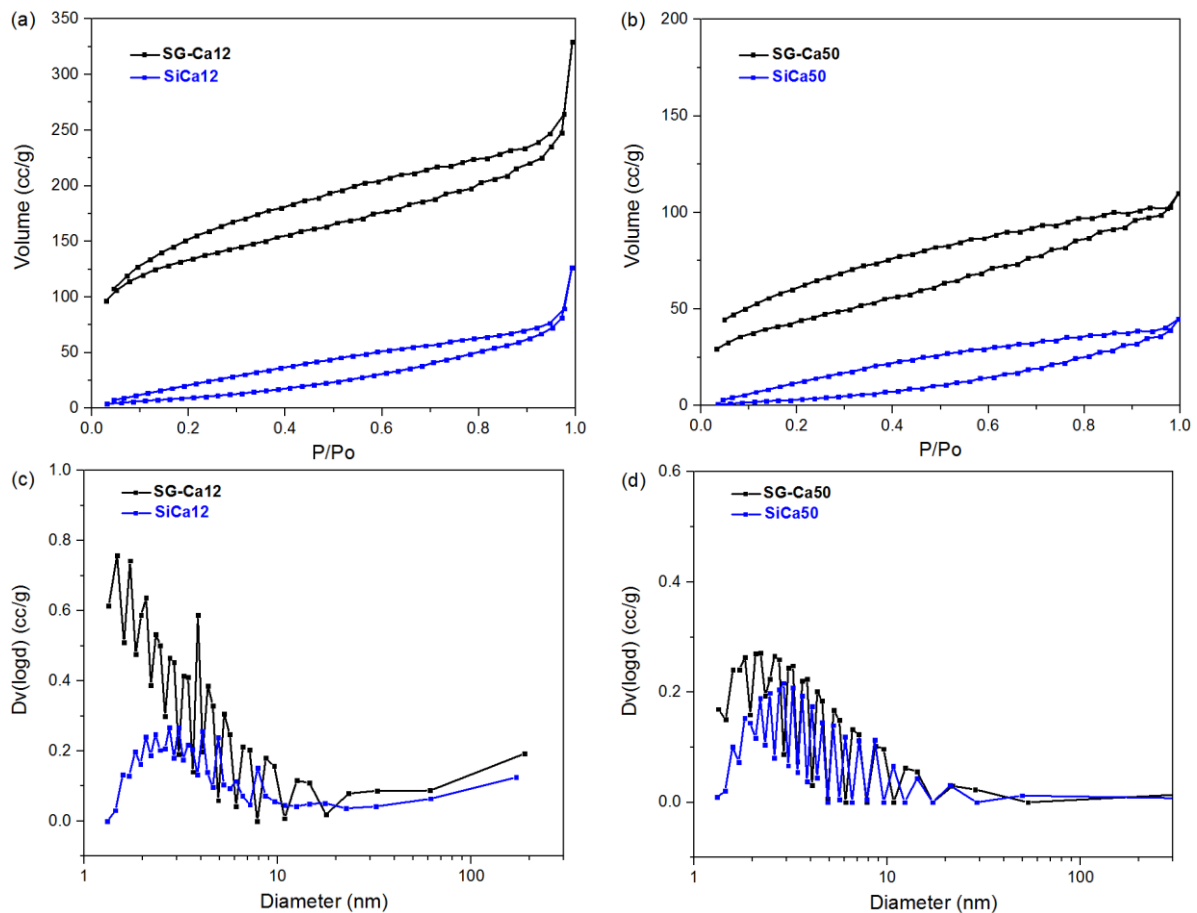 (a)
350
300
250
200
150
100
50
0
Volume (cc/g)
SG-Ca12
SiCa12
0.0 0.2 0.4 0.6 0.8 1.0
P/Po
(b)
200
150
100
50
0
Volume (cc/g)
SG-Ca50
SiCa50
0.0 0.2 0.4 0.6 0.8 1.0
P/Po
(c)
1.0
0.8
0.6
0.4
0.2
0.0
Dv(logd) (cc/g)
SG-Ca12
SiCa12
1 10 100
Diameter (nm)
(d)
0.6
0.4
0.2
0.0
Dv(logd) (cc/g)
SG-Ca50
SiCa50
1 10 100
Diameter (nm)